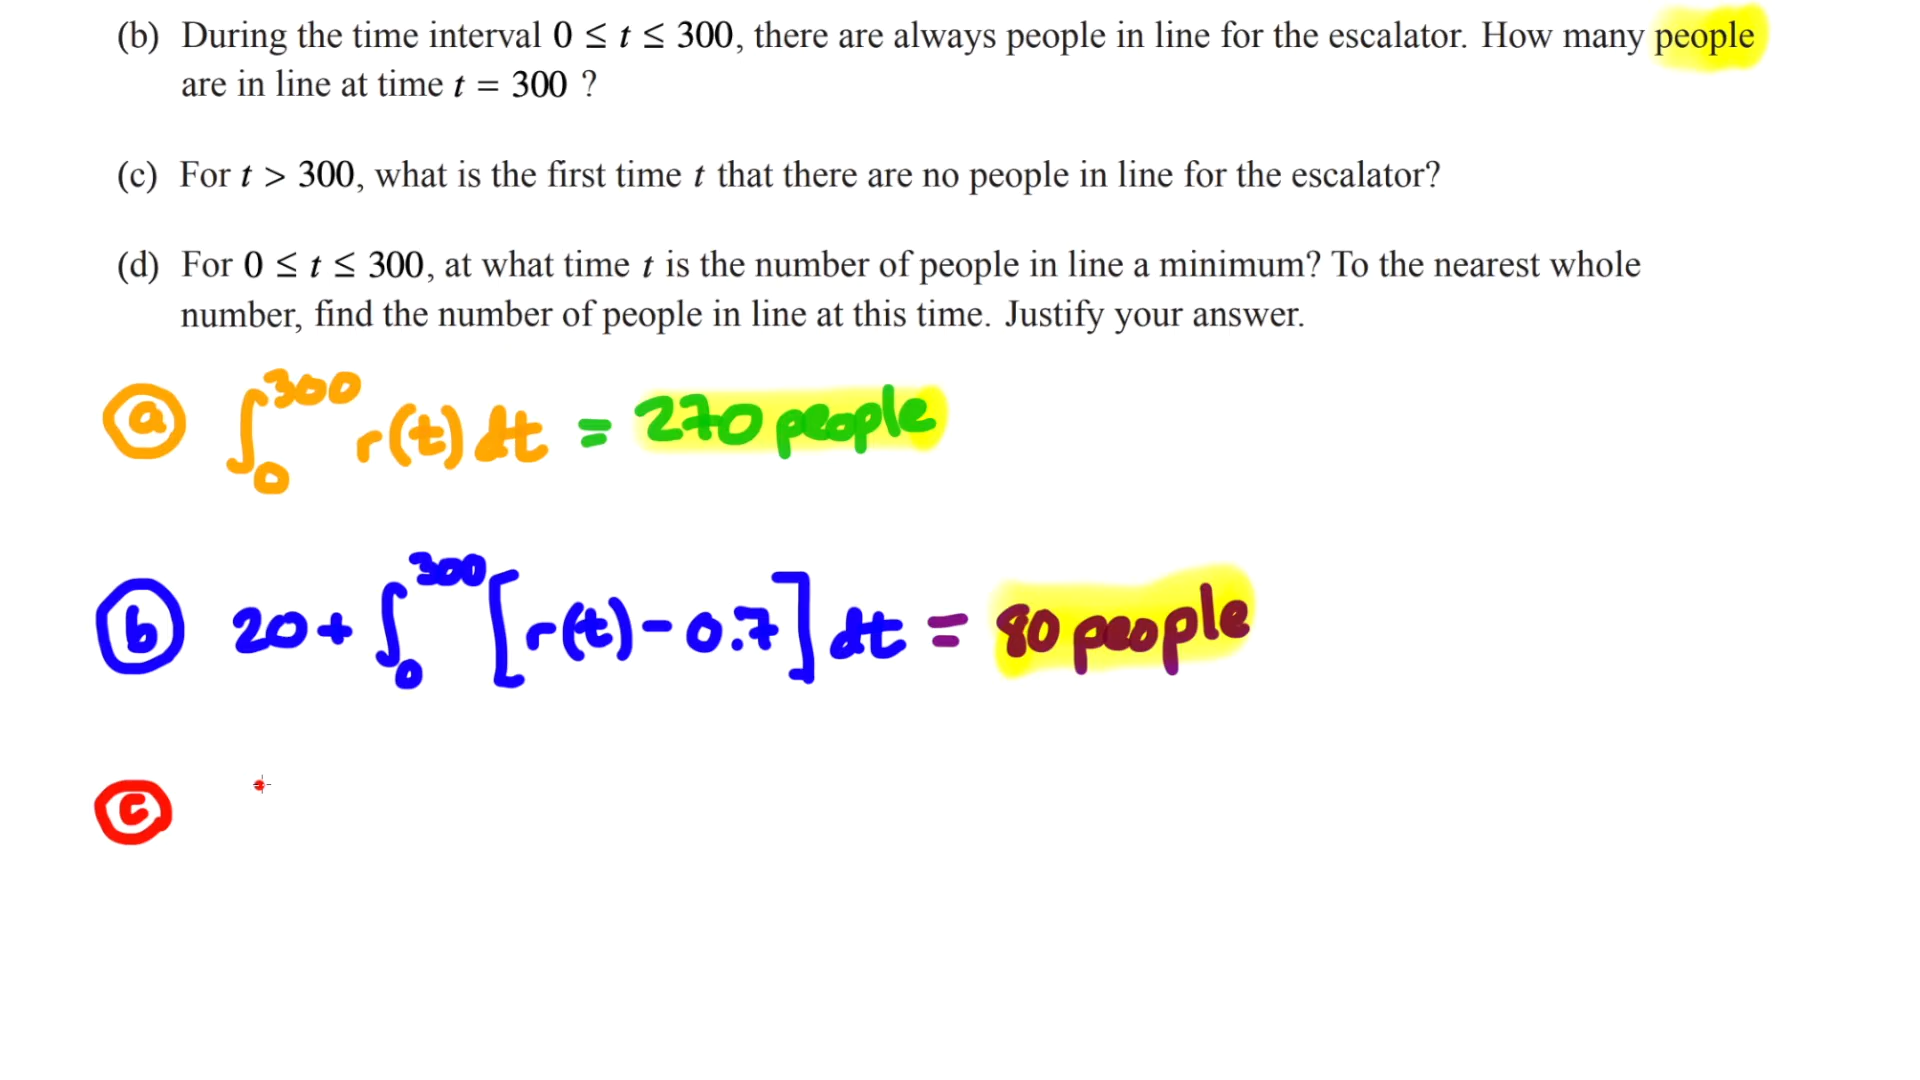 (b) During the time interval 0 ≤ t ≤ 300, there are always people in line for the escalator. How many people
are in line at time t = 300 ?
(c) For t > 300, what is the first time t that there are no people in line for the escalator?
(d) For 0 ≤ t ≤ 300, at what time t is the number of people in line a minimum? To the nearest whole
number, find the number of people in line at this time. Justify your answer.
ⓐ ∫₀³⁰⁰ r(t) dt = 270 people
ⓑ 20 + ∫₀³⁰⁰ [r(t) - 0.7] dt = 80 people
ⓒ